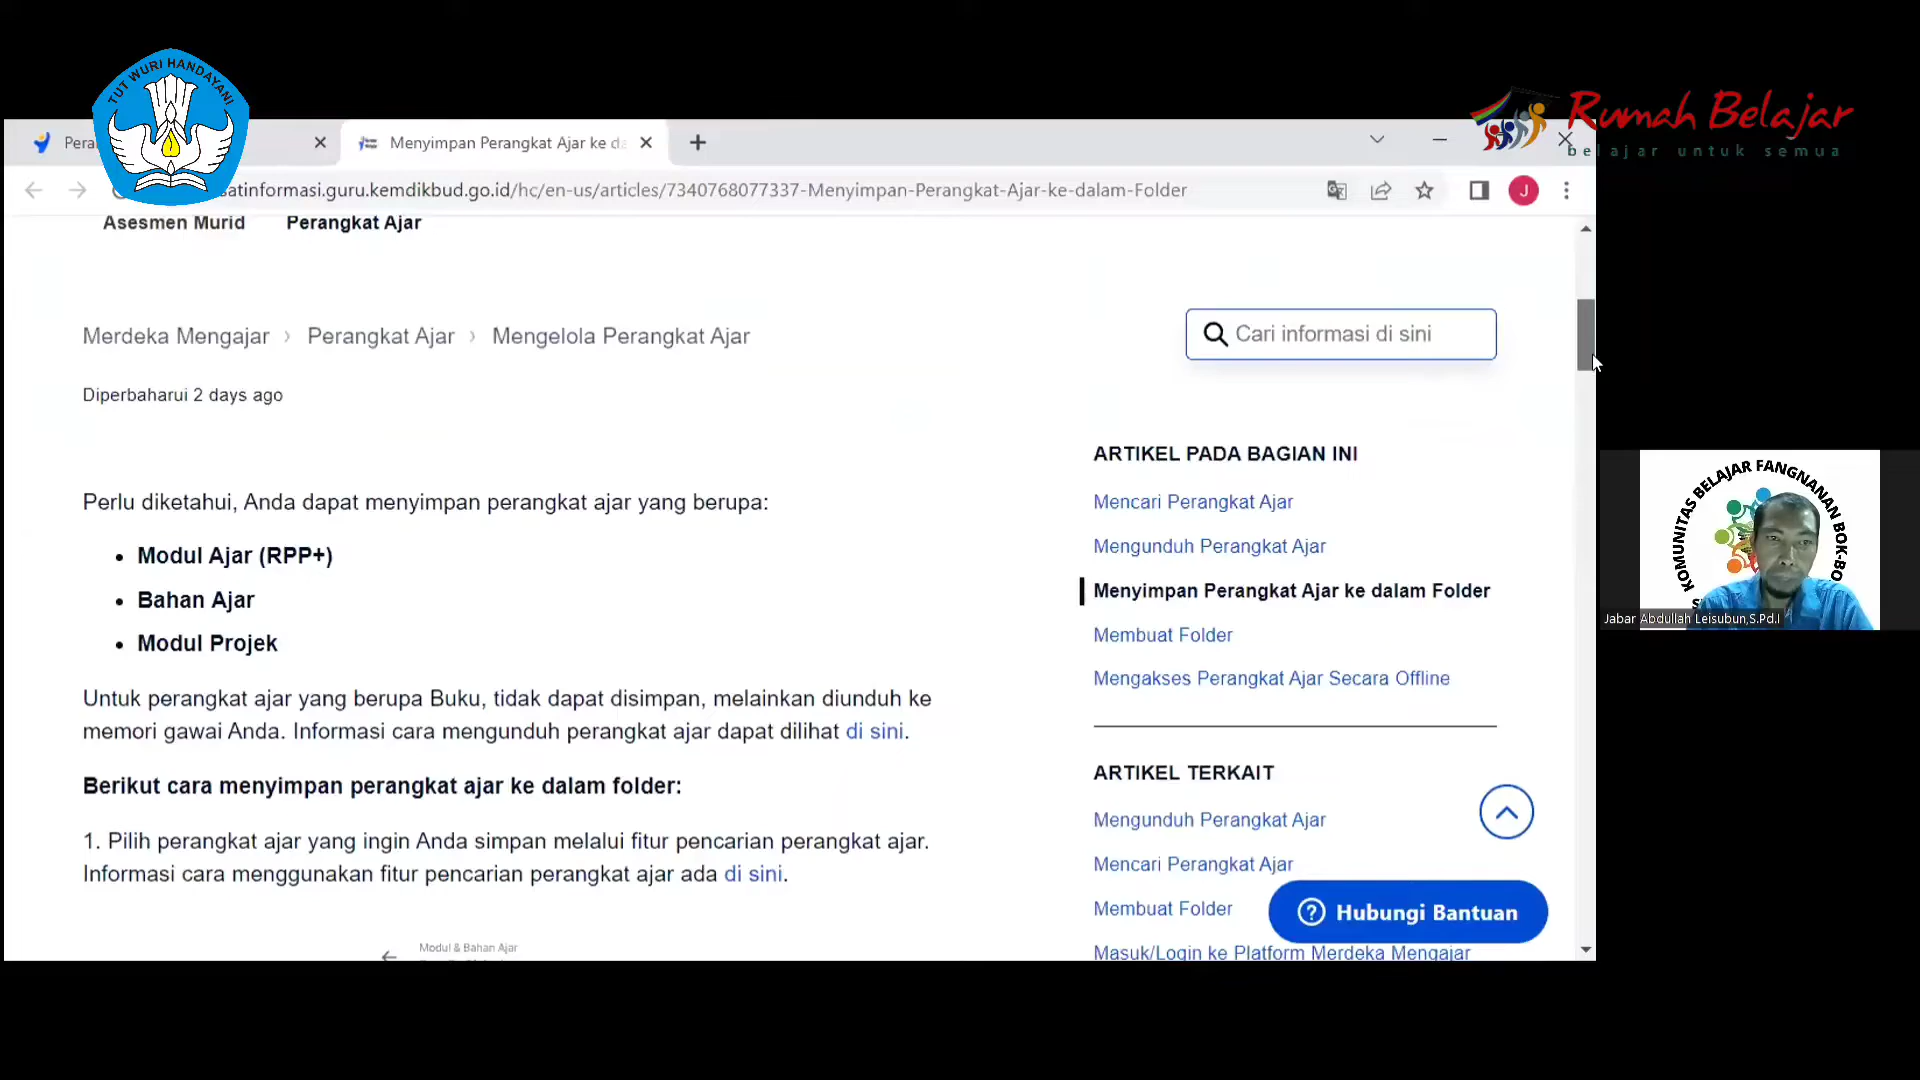 TUT WURI HANDAYANI
Rumah Belajar
belajar untuk semua
Pera
Menyimpan Perangkat Ajar ke da
satinformasi.guru.kemdikbud.go.id/hc/en-us/articles/7340768077337-Menyimpan-Perangkat-Ajar-ke-dalam-Folder
J
Asesmen Murid Perangkat Ajar
Merdeka Mengajar › Perangkat Ajar › Mengelola Perangkat Ajar
Cari informasi di sini
Diperbaharui 2 days ago
Perlu diketahui, Anda dapat menyimpan perangkat ajar yang berupa:
• Modul Ajar (RPP+)
• Bahan Ajar
• Modul Projek
Untuk perangkat ajar yang berupa Buku, tidak dapat disimpan, melainkan diunduh ke
memori gawai Anda. Informasi cara mengunduh perangkat ajar dapat dilihat di sini.
Berikut cara menyimpan perangkat ajar ke dalam folder:
1. Pilih perangkat ajar yang ingin Anda simpan melalui fitur pencarian perangkat ajar.
Informasi cara menggunakan fitur pencarian perangkat ajar ada di sini.
Modul & Bahan Ajar
ARTIKEL PADA BAGIAN INI
Mencari Perangkat Ajar
Mengunduh Perangkat Ajar
Menyimpan Perangkat Ajar ke dalam Folder
Membuat Folder
Mengakses Perangkat Ajar Secara Offline
ARTIKEL TERKAIT
Mengunduh Perangkat Ajar
Mencari Perangkat Ajar
Membuat Folder
Masuk/Login ke Platform Merdeka Mengajar
Hubungi Bantuan
KOMUNITAS BELAJAR FANGNANAN BOK-BO
Jabar Abdullah Leisubun,S.Pd.I